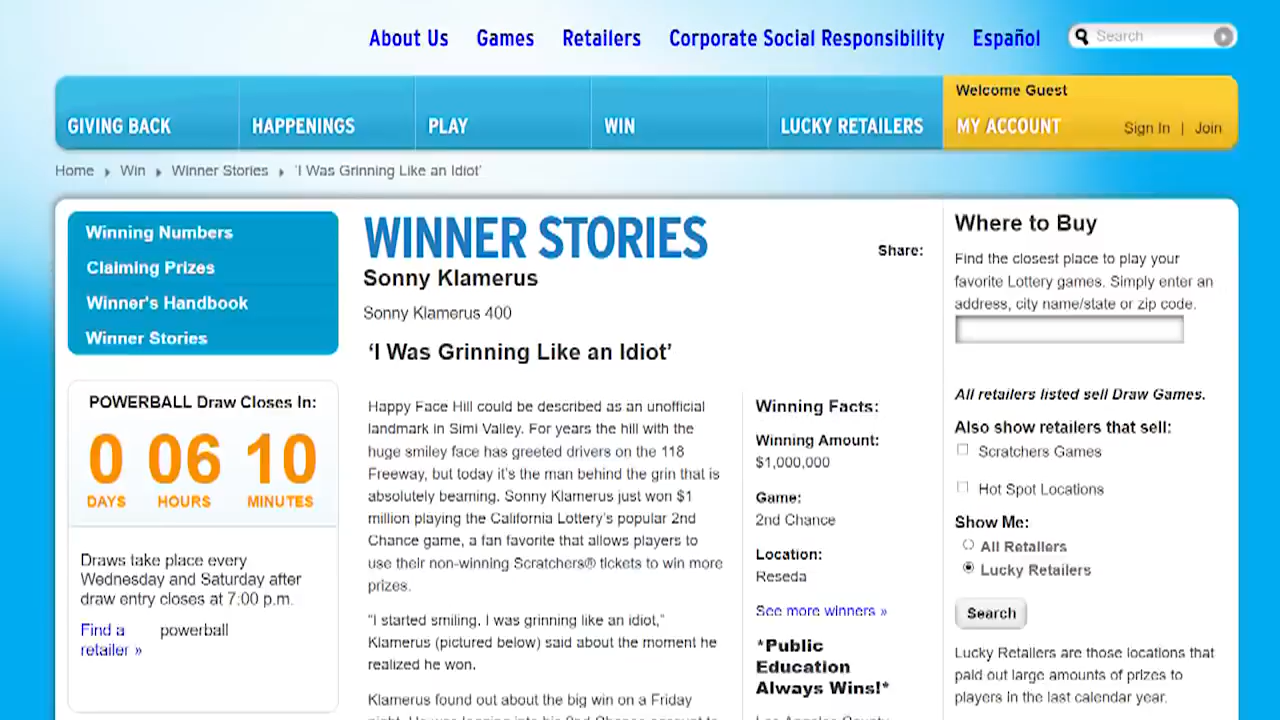 About Us Games Retailers Corporate Social Responsibility Español Search
Welcome Guest
GIVING BACK HAPPENINGS PLAY WIN LUCKY RETAILERS MY ACCOUNT Sign In | Join
Home Win Winner Stories 'I Was Grinning Like an Idiot'
Winning Numbers
Claiming Prizes
Winner's Handbook
Winner Stories
POWERBALL Draw Closes In:
0 06 10
DAYS HOURS MINUTES
Draws take place every
Wednesday and Saturday after
draw entry closes at 7:00 p.m.
Find a powerball
retailer »
WINNER STORIES
Share:
Sonny Klamerus
Sonny Klamerus 400
'I Was Grinning Like an Idiot'
Happy Face Hill could be described as an unofficial
landmark in Simi Valley. For years the hill with the
huge smiley face has greeted drivers on the 118
Freeway, but today it's the man behind the grin that is
absolutely beaming. Sonny Klamerus just won $1
million playing the California Lottery's popular 2nd
Chance game, a fan favorite that allows players to
use their non-winning Scratchers® tickets to win more
prizes.
"I started smiling. I was grinning like an idiot,"
Klamerus (pictured below) said about the moment he
realized he won.
Klamerus found out about the big win on a Friday
Winning Facts:
Winning Amount:
$1,000,000
Game:
2nd Chance
Location:
Reseda
See more winners »
*Public
Education
Always Wins!*
Los Angeles County
Where to Buy
Find the closest place to play your
favorite Lottery games. Simply enter an
address, city name/state or zip code.
All retailers listed sell Draw Games.
Also show retailers that sell:
Scratchers Games
Hot Spot Locations
Show Me:
All Retailers
Lucky Retailers
Search
Lucky Retailers are those locations that
paid out large amounts of prizes to
players in the last calendar year.